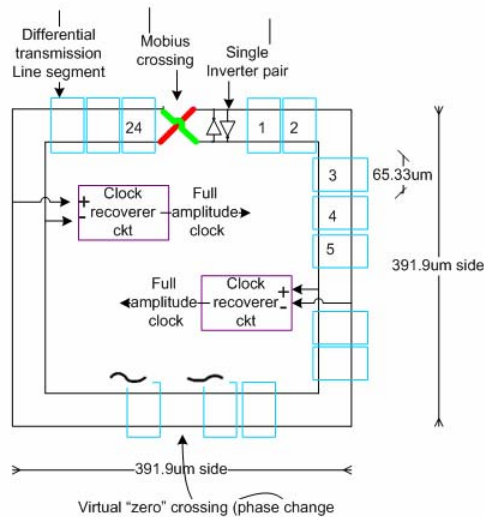 Differential
transmission
Line segment
Mobius
crossing
Single
Inverter pair
24
1
2
3
65.33um
4
5
391.9um side
+
-
Clock
recoverer
ckt
Full
amplitude
clock
Full
amplitude
clock
Clock
recoverer
ckt
+
-
391.9um side
Virtual "zero" crossing (phase change